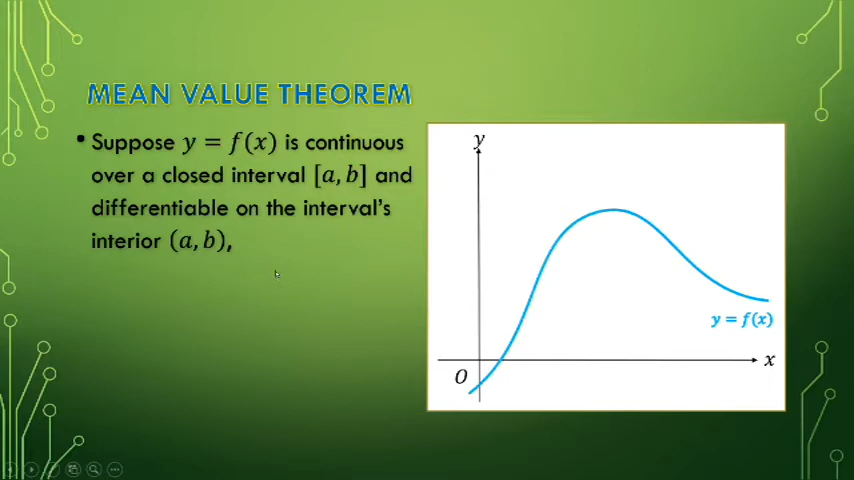 MEAN VALUE THEOREM
• Suppose y = f(x) is continuous
over a closed interval [a, b] and
differentiable on the interval's
interior (a, b),
y
y = f(x)
x
O